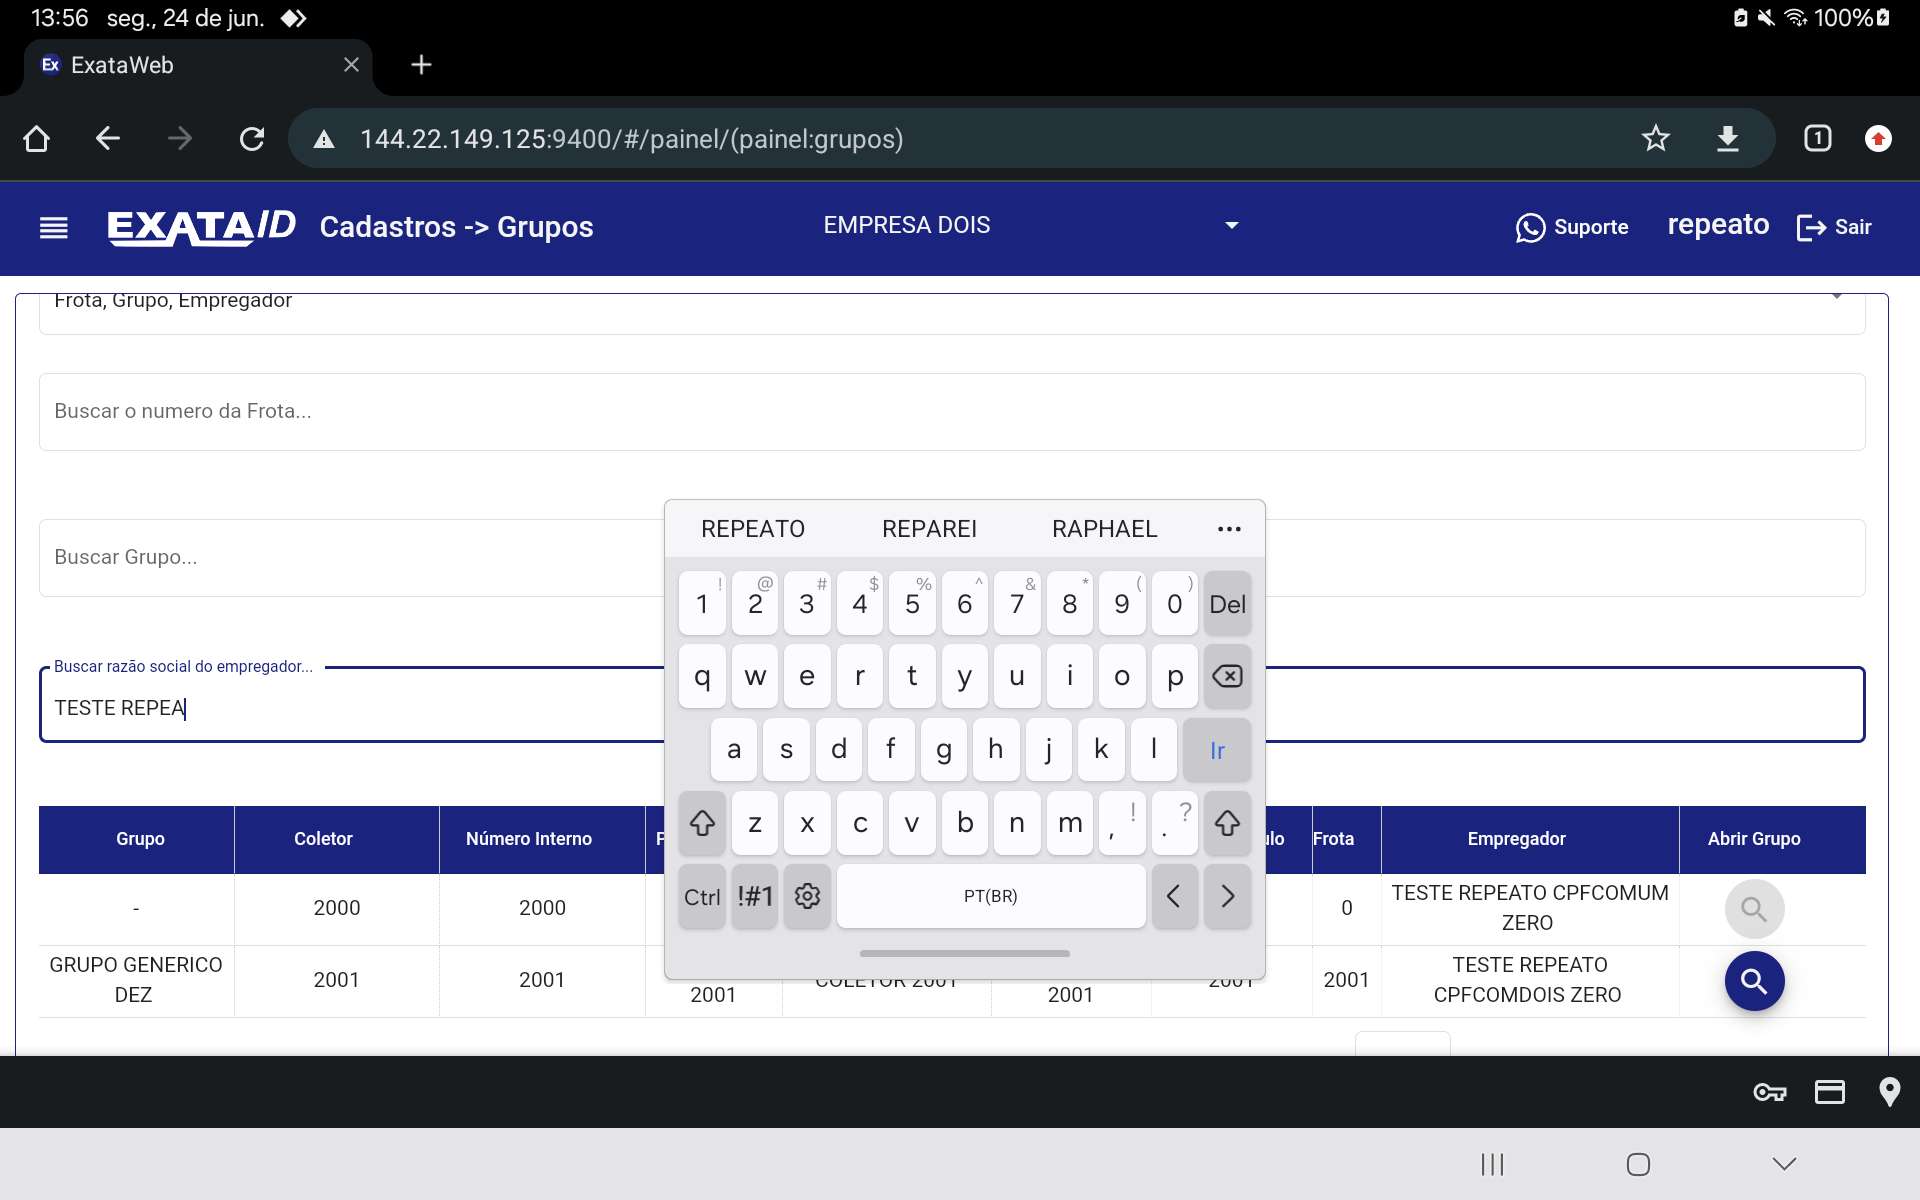 13:56 seg., 24 de jun. 100%
Ex ExataWeb
144.22.149.125:9400/#/painel/(painel:grupos) 1
EXATA/ID Cadastros -> Grupos EMPRESA DOIS Suporte repeato Sair
Frota, Grupo, Empregador
Buscar o numero da Frota...
Buscar Grupo...
Buscar razão social do empregador...
TESTE REPEA
REPEATO REPAREI RAPHAEL
! @ # $ % ^ & * ( )
1 2 3 4 5 6 7 8 9 0 Del
q w e r t y u i o p
a s d f g h j k l Ir
z x c v b n m , ! . ?
Ctrl !#1 PT(BR)
Grupo Coletor Número Interno Frota Empregador Abrir Grupo
- 2000 2000 0 TESTE REPEATO CPFCOMUM
ZERO
GRUPO GENERICO
DEZ 2001 2001 2001 COLETOR 2001 2001 2001 2001 TESTE REPEATO
CPFCOMDOIS ZERO